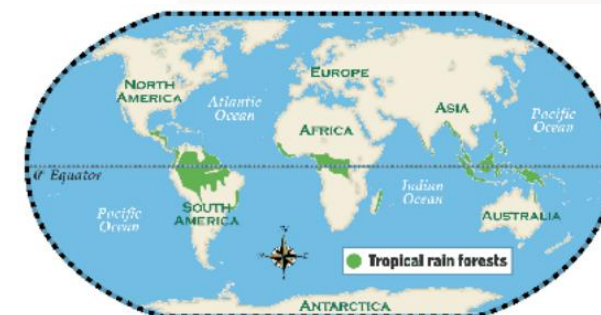 NORTH
AMERICA
Atlantic
Ocean
EUROPE
ASIA
Pacific
Ocean
AFRICA
0° Equator
Indian
Ocean
Pacific
Ocean
SOUTH
AMERICA
AUSTRALIA
Tropical rain forests
ANTARCTICA